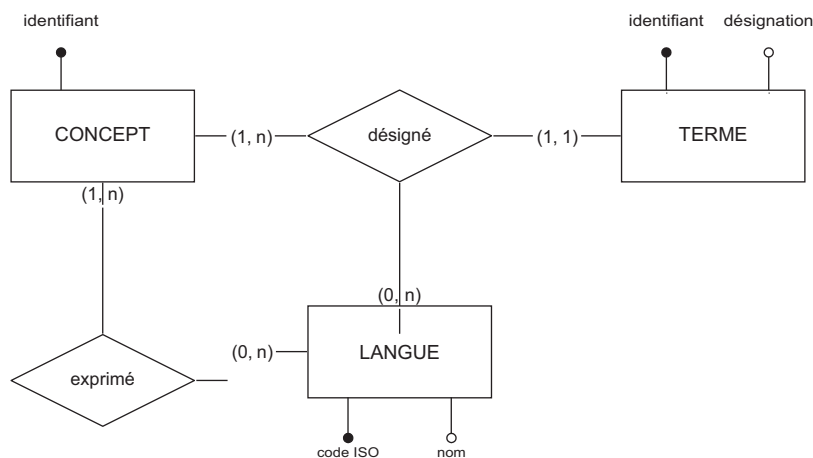 identifiant
identifiant
désignation
CONCEPT
(1, n)
désigné
(1, 1)
TERME
(1, n)
(0, n)
(0, n)
LANGUE
exprimé
code ISO
nom